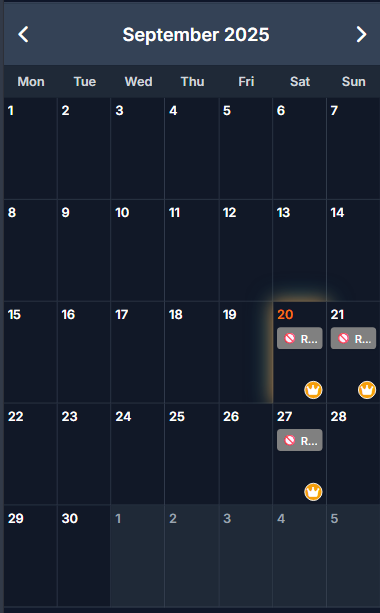 September 2025
Mon Tue Wed Thu Fri Sat Sun
1 2 3 4 5 6 7
8 9 10 11 12 13 14
15 16 17 18 19 20 21
R... R...
22 23 24 25 26 27 28
R...
29 30 1 2 3 4 5